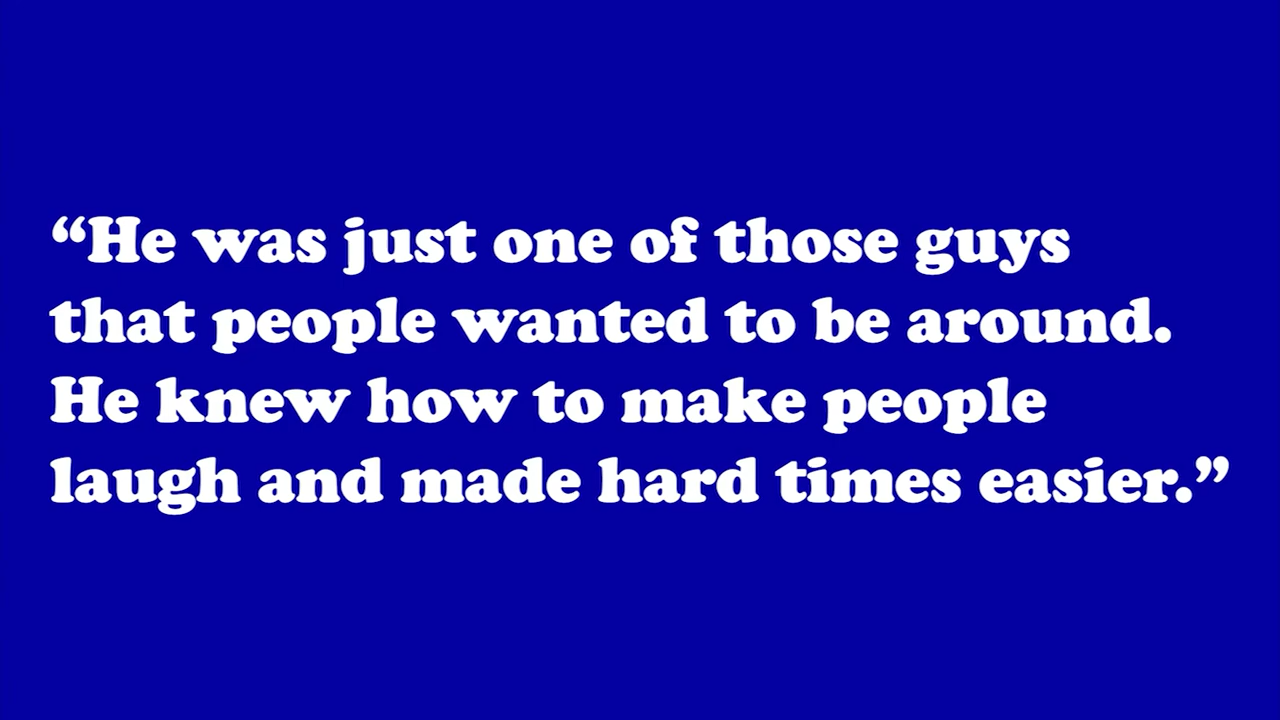 “He was just one of those guys
that people wanted to be around.
He knew how to make people
laugh and made hard times easier.”